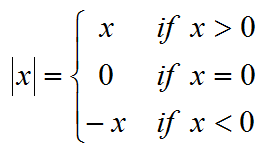 x if x > 0
|x| = { 0 if x = 0
-x if x < 0